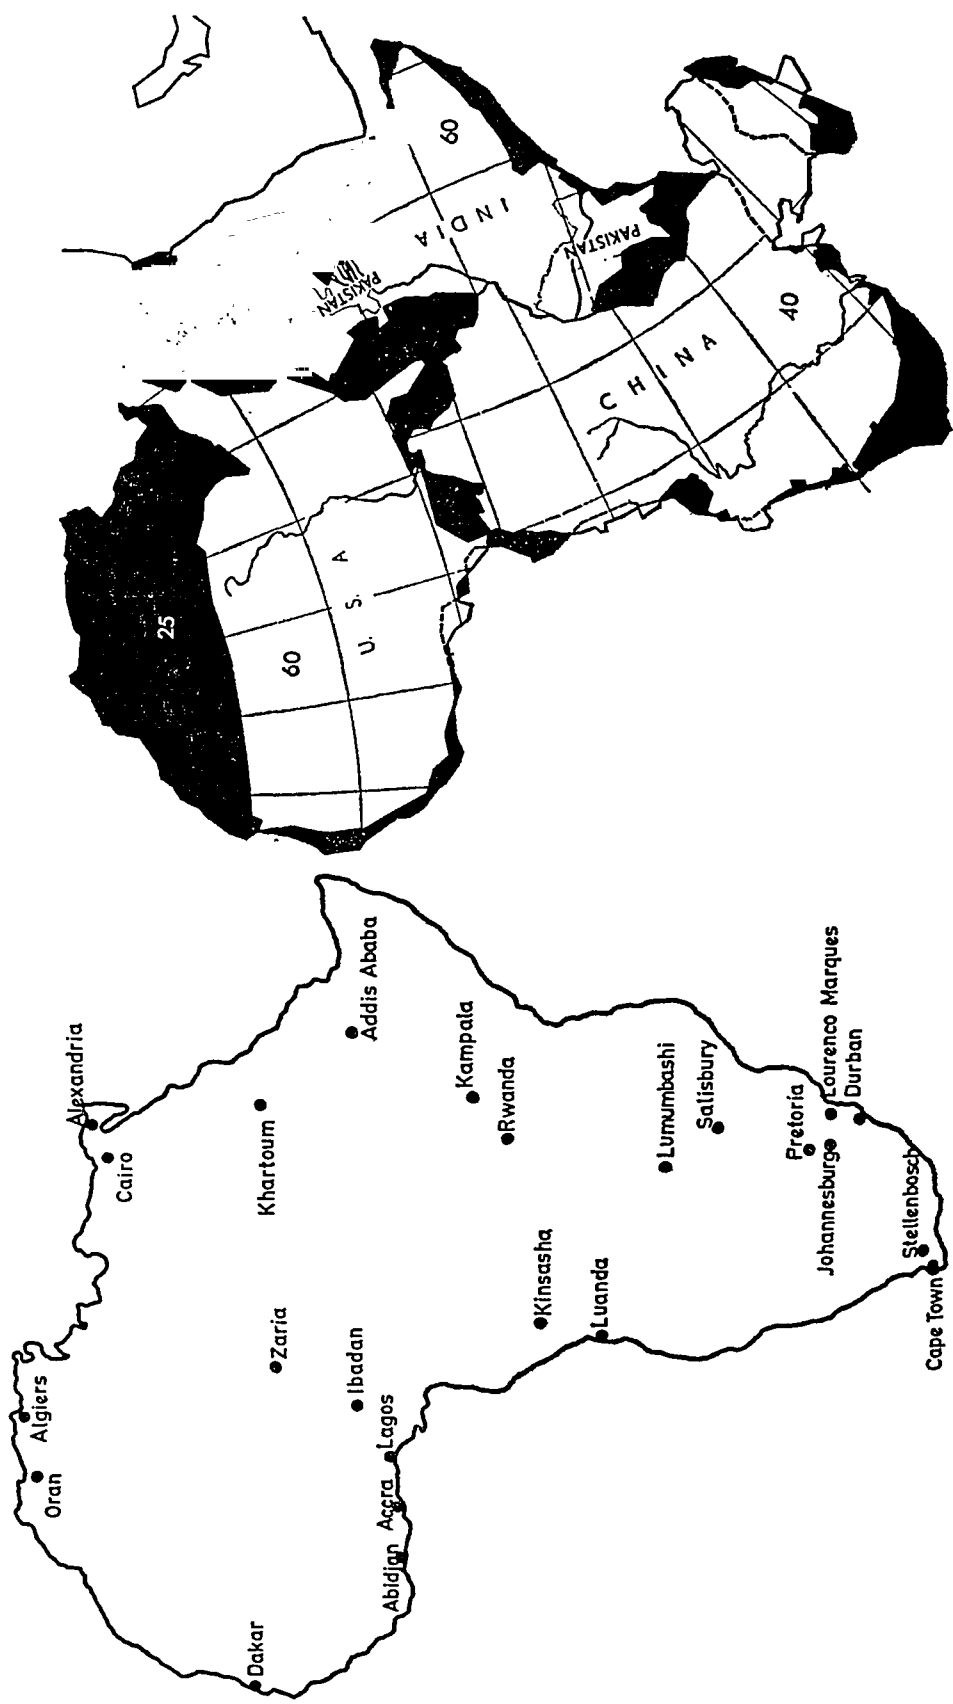 25
60
U. S. A
PAKISTAN
INDIA
60
PAKISTAN
CHINA
40
Oran
Algiers
Alexandria
Cairo
Dakar
Zaria
Khartoum
Ibadan
Addis Ababa
Abidjan
Accra
Lagos
Kampala
Rwanda
Kinsasha
Luanda
Lumumbashi
Salisbury
Pretoria
Johannesburg
Lourenco Marques
Durban
Stellenbosch
Cape Town